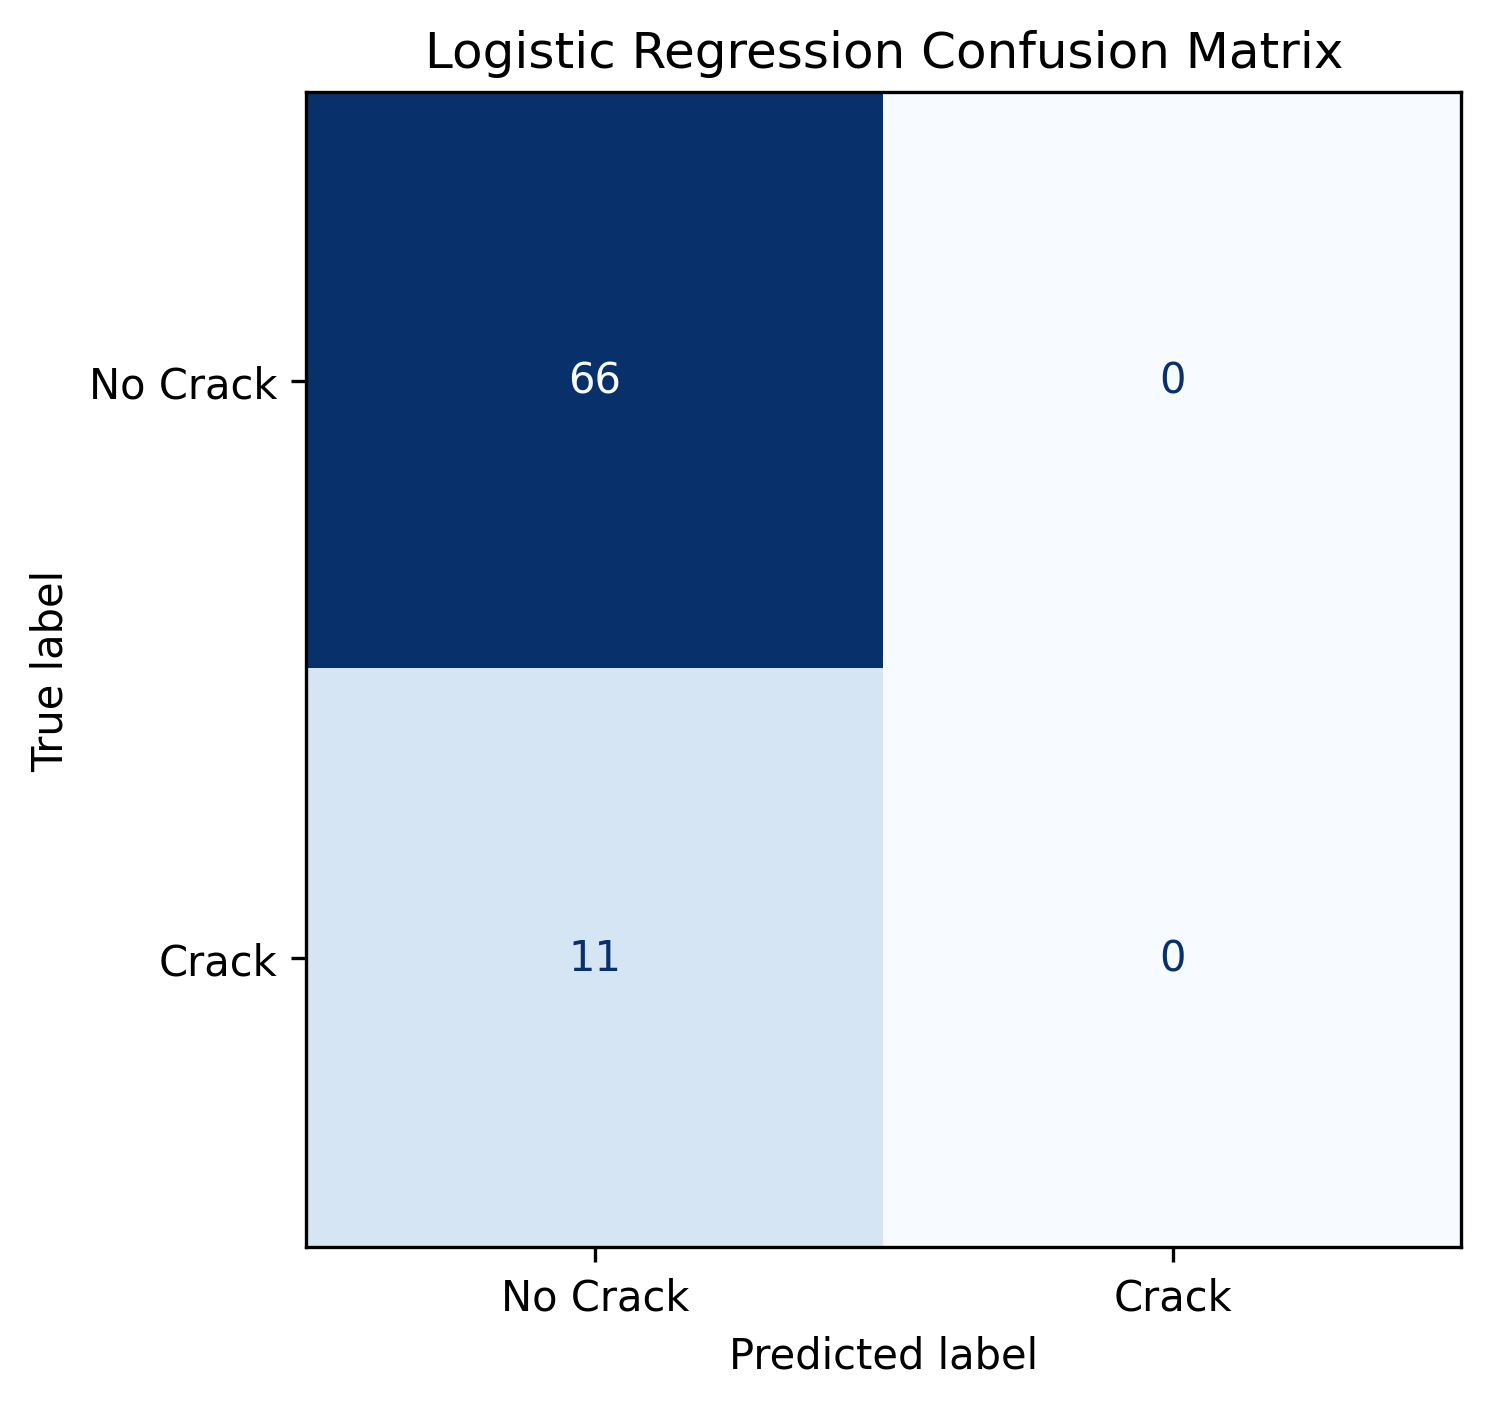 Logistic Regression Confusion Matrix
No Crack
66
0
True label
Crack
11
0
No Crack
Crack
Predicted label